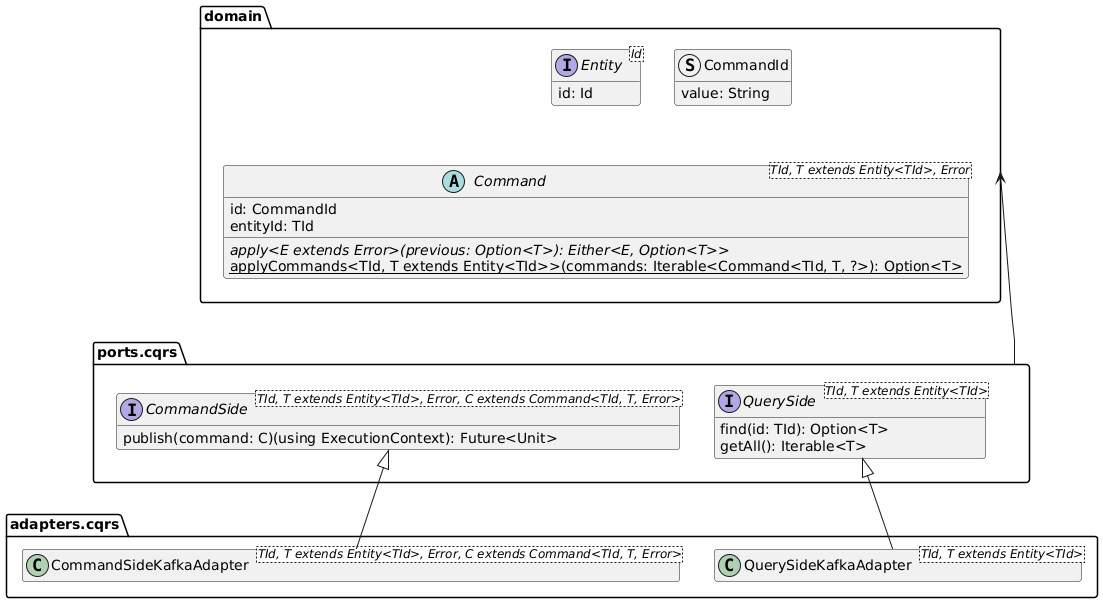 domain
I Entity Id
id: Id
S CommandId
value: String
A Command TId, T extends Entity<TId>, Error
id: CommandId
entityId: TId
apply<E extends Error>(previous: Option<T>): Either<E, Option<T>>
applyCommands<TId, T extends Entity<TId>>(commands: Iterable<Command<TId, T, ?>): Option<T>
ports.cqrs
I CommandSide TId, T extends Entity<TId>, Error, C extends Command<TId, T, Error>
publish(command: C)(using ExecutionContext): Future<Unit>
I QuerySide TId, T extends Entity<TId>
find(id: TId): Option<T>
getAll(): Iterable<T>
adapters.cqrs
C CommandSideKafkaAdapter TId, T extends Entity<TId>, Error, C extends Command<TId, T, Error>
C QuerySideKafkaAdapter TId, T extends Entity<TId>